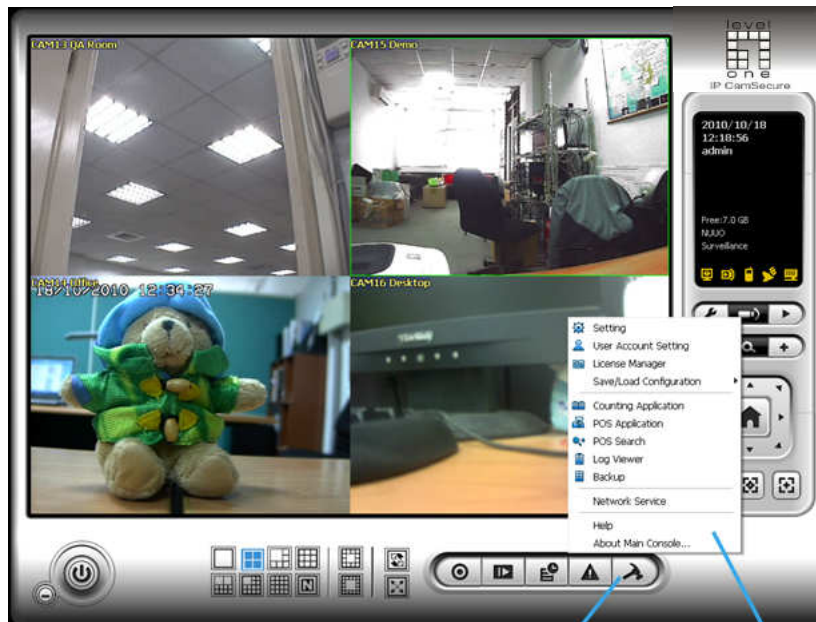 CAM13 QA Room
CAM15 Demo
level
one
IP CamSecure
2010/10/18
12:18:56
admin
Free:7.0 GB
NUUO
Surveillance
CAM14 Office
18/10/2010 12:34:27
CAM16 Desktop
Setting
User Account Setting
License Manager
Save/Load Configuration
Counting Application
POS Application
POS Search
Log Viewer
Backup
Network Service
Help
About Main Console...
N